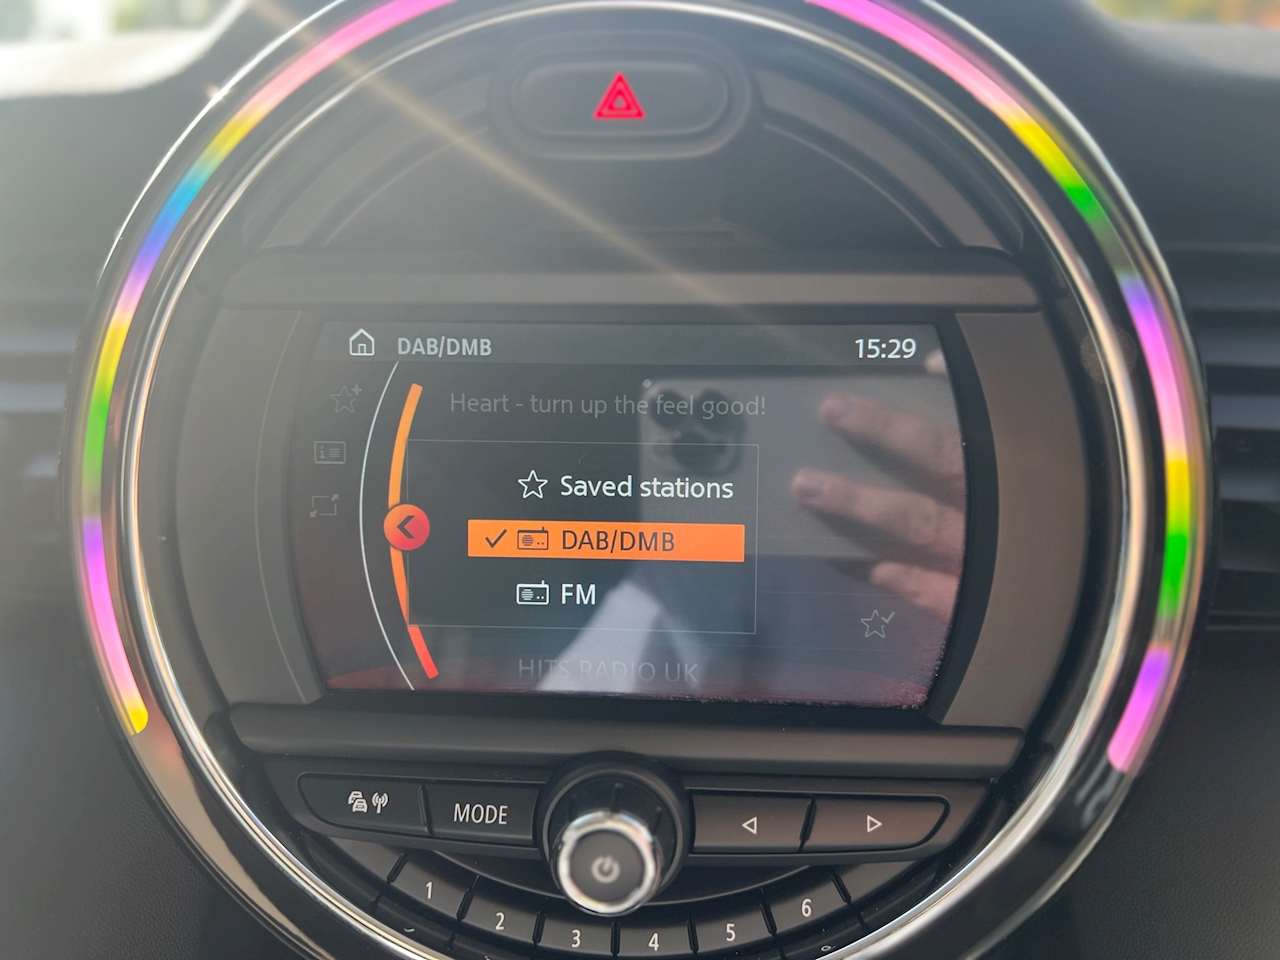 DAB/DMB
15:29
Heart - turn up the feel good!
Saved stations
DAB/DMB
FM
HITS RADIO UK
MODE
1
2
3
4
5
6